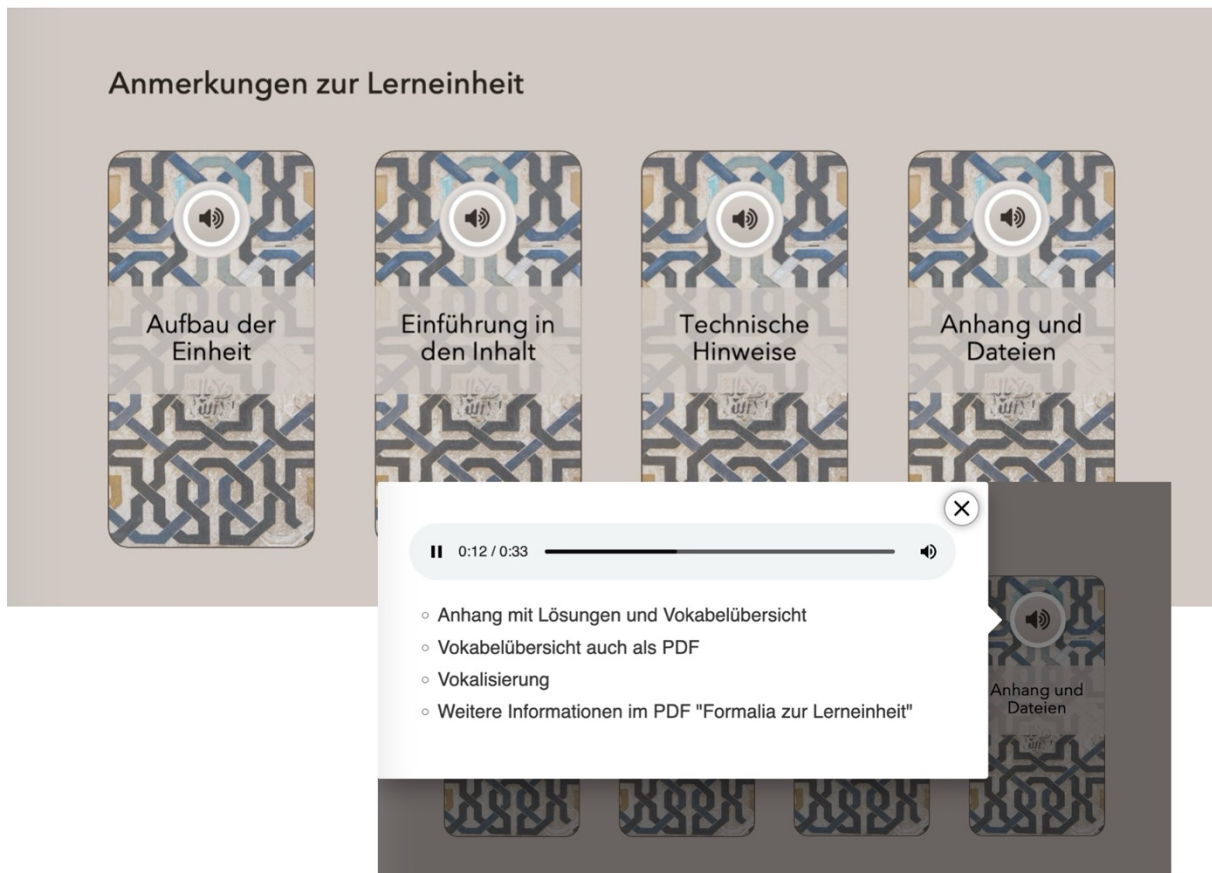 Anmerkungen zur Lerneinheit
Aufbau der
Einheit
Einführung in
den Inhalt
Technische
Hinweise
Anhang und
Dateien
0:12 / 0:33
Anhang mit Lösungen und Vokabelübersicht
Vokabelübersicht auch als PDF
Vokalisierung
Weitere Informationen im PDF "Formalia zur Lerneinheit"
Anhang und
Dateien